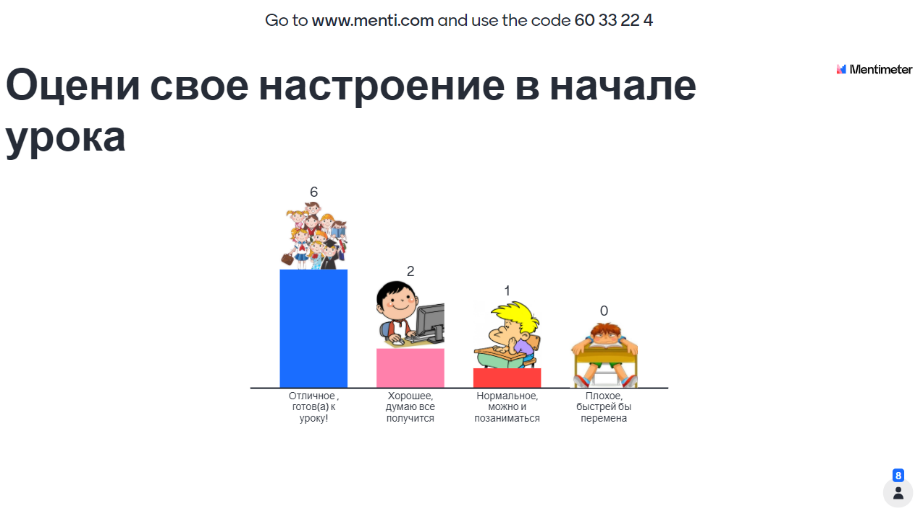 Go to www.menti.com and use the code 60 33 22 4
Mentimeter
Оцени свое настроение в начале
урока
6
2
1
0
Отличное ,
готов(а) к
уроку!
Хорошее,
думаю все
получится
Нормальное,
можно и
позаниматься
Плохое,
быстрей бы
перемена
8